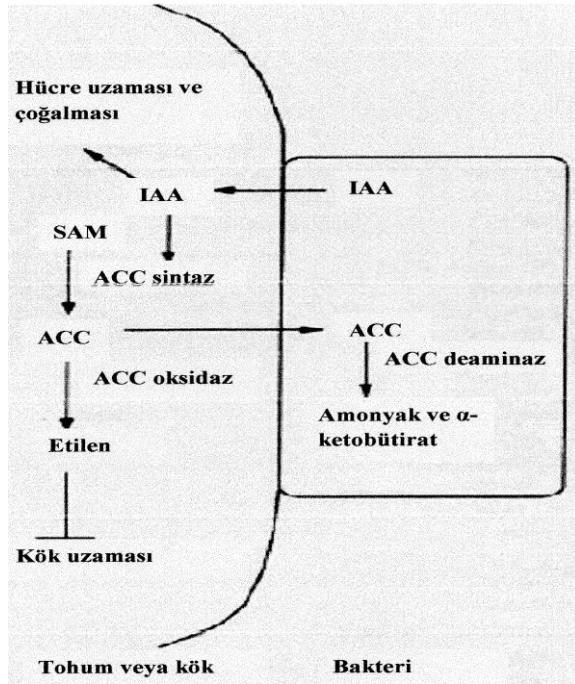 Hücre uzaması ve
çoğalması
IAA
IAA
SAM
ACC sintaz
ACC
ACC
ACC deaminaz
ACC oksidaz
Amonyak ve α-
ketobütirat
Etilen
Kök uzaması
Tohum veya kök
Bakteri